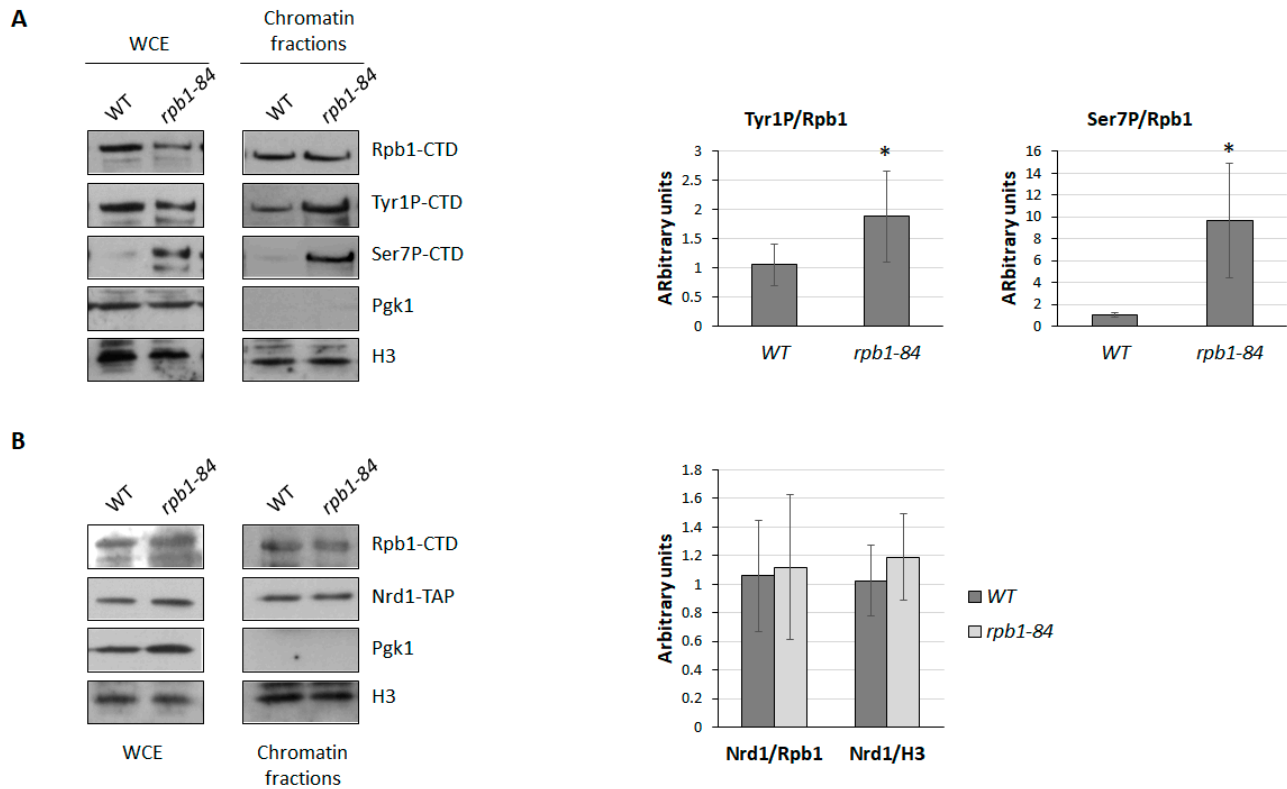 A
WCE
Chromatin
fractions
WT
rpb1-84
WT
rpb1-84
Rpb1-CTD
Tyr1P-CTD
Ser7P-CTD
Pgk1
H3
Tyr1P/Rpb1
ARbitrary units
3
2.5
2
1.5
1
0.5
0
*
WT
rpb1-84
Ser7P/Rpb1
ARbitrary units
16
14
12
10
8
6
4
2
0
*
WT
rpb1-84
B
WT
rpb1-84
WT
rpb1-84
Rpb1-CTD
Nrd1-TAP
Pgk1
H3
WCE
Chromatin
fractions
Arbitrary units
1.8
1.6
1.4
1.2
1
0.8
0.6
0.4
0.2
0
Nrd1/Rpb1
Nrd1/H3
WT
rpb1-84